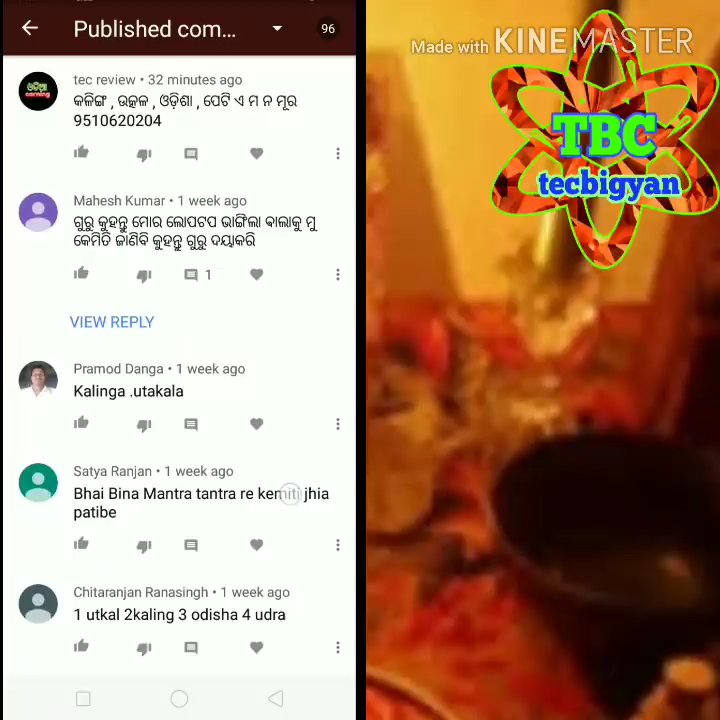 Published com...
96
tec review • 32 minutes ago
କଳିଙ୍ଗ , ଉତ୍କଳ , ଓଡ଼ିଶା , ପେଟି ଏ ମ ନ ମୂର
9510620204
Mahesh Kumar • 1 week ago
ଗୁରୁ କୁହନ୍ତୁ ମୋର ଲୋପଟପ ଭାଙ୍ଗିଲା ଵାଲାକୁ ମୁ
କେମିତି ଜାଣିବି କୁହନ୍ତୁ ଗୁରୁ ଦୟାକରି
1
VIEW REPLY
Pramod Danga • 1 week ago
Kalinga .utakala
Satya Ranjan • 1 week ago
Bhai Bina Mantra tantra re kemiti jhia
patibe
Chitaranjan Ranasingh • 1 week ago
1 utkal 2kaling 3 odisha 4 udra
Made with KINEMASTER
TBC
tecbigyan